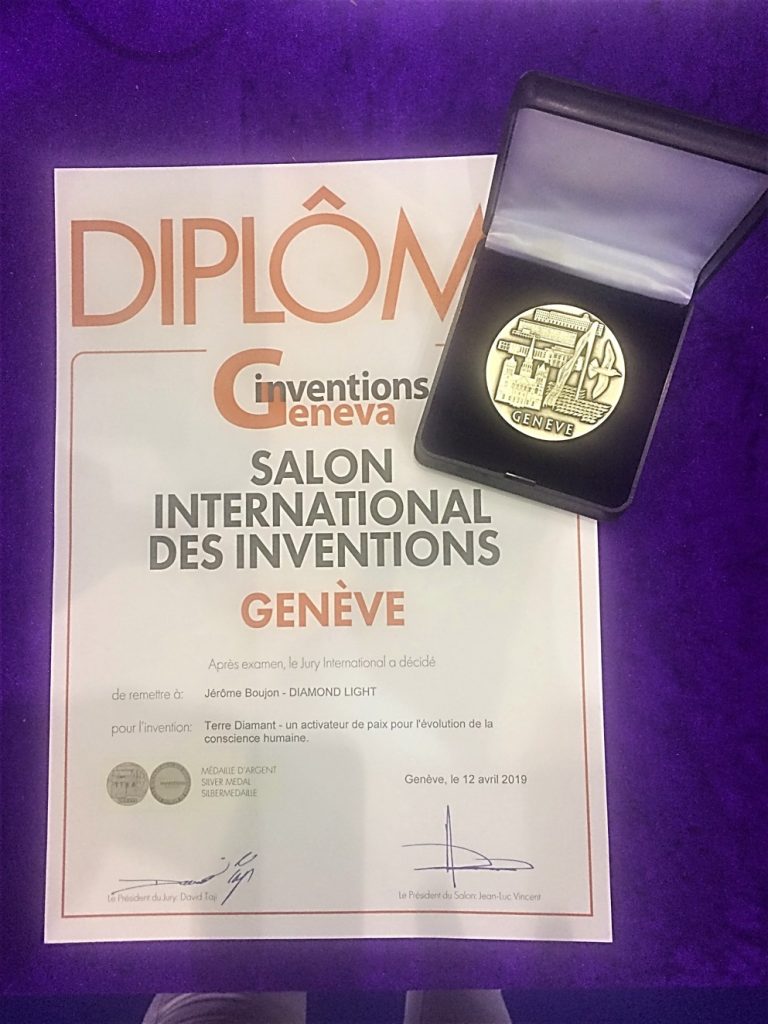 DIPLÔM
inventions
Geneva
SALON
INTERNATIONAL
DES INVENTIONS
GENÈVE
Après examen, le Jury International a décidé
de remettre à: Jérôme Boujon - DIAMOND LIGHT
pour l'invention: Terre Diamant - un activateur de paix pour l'évolution de la
conscience humaine.
MÉDAILLE D'ARGENT
SILVER MEDAL
SILBERMEDAILLE
Genève, le 12 avril 2019
Le Président du Jury: David Taji
Le Président du Salon: Jean-Luc Vincent
GENEVE